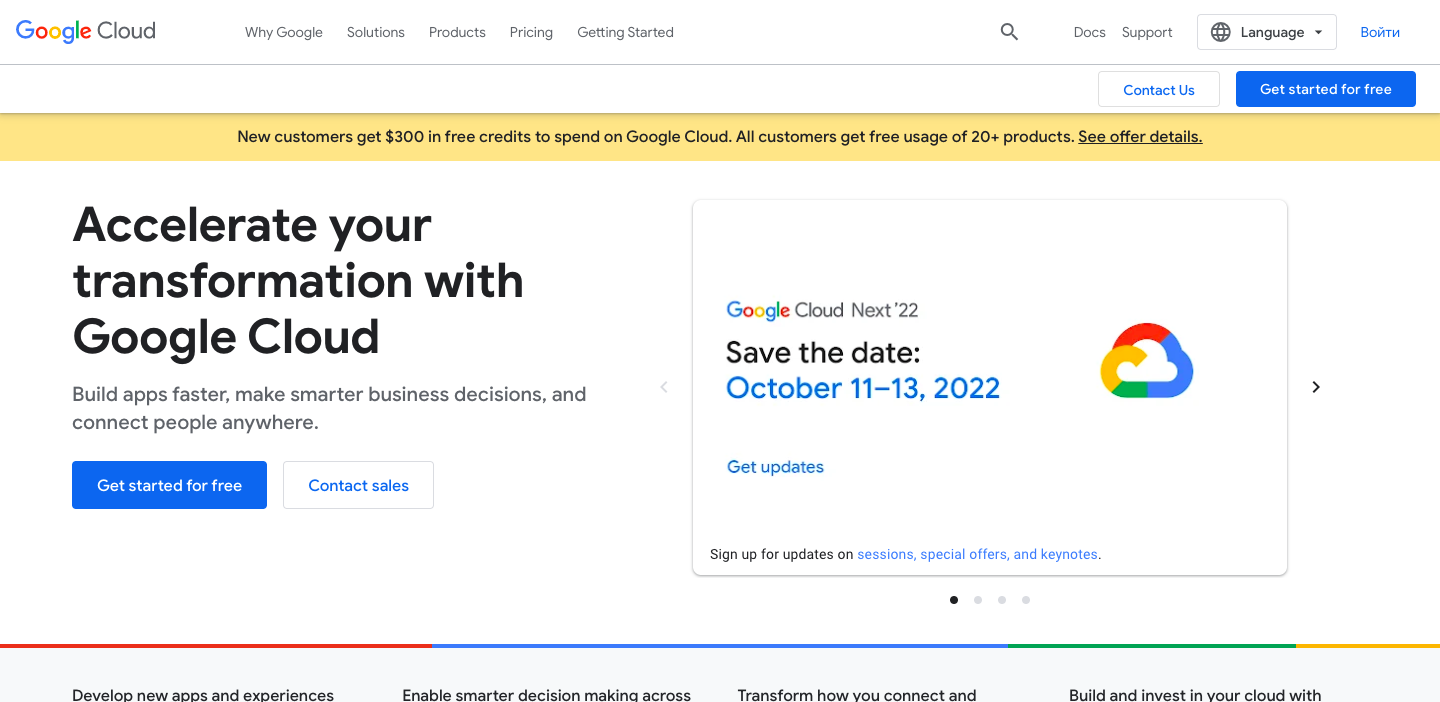 Google Cloud
Why Google
Solutions
Products
Pricing
Getting Started
Docs
Support
Language
Войти
Contact Us
Get started for free
New customers get $300 in free credits to spend on Google Cloud. All customers get free usage of 20+ products. See offer details.
Accelerate your
transformation with
Google Cloud
Build apps faster, make smarter business decisions, and
connect people anywhere.
Get started for free
Contact sales
Google Cloud Next '22
Save the date:
October 11–13, 2022
Get updates
Sign up for updates on sessions, special offers, and keynotes.
Develop new apps and experiences
Enable smarter decision making across
Transform how you connect and
Build and invest in your cloud with